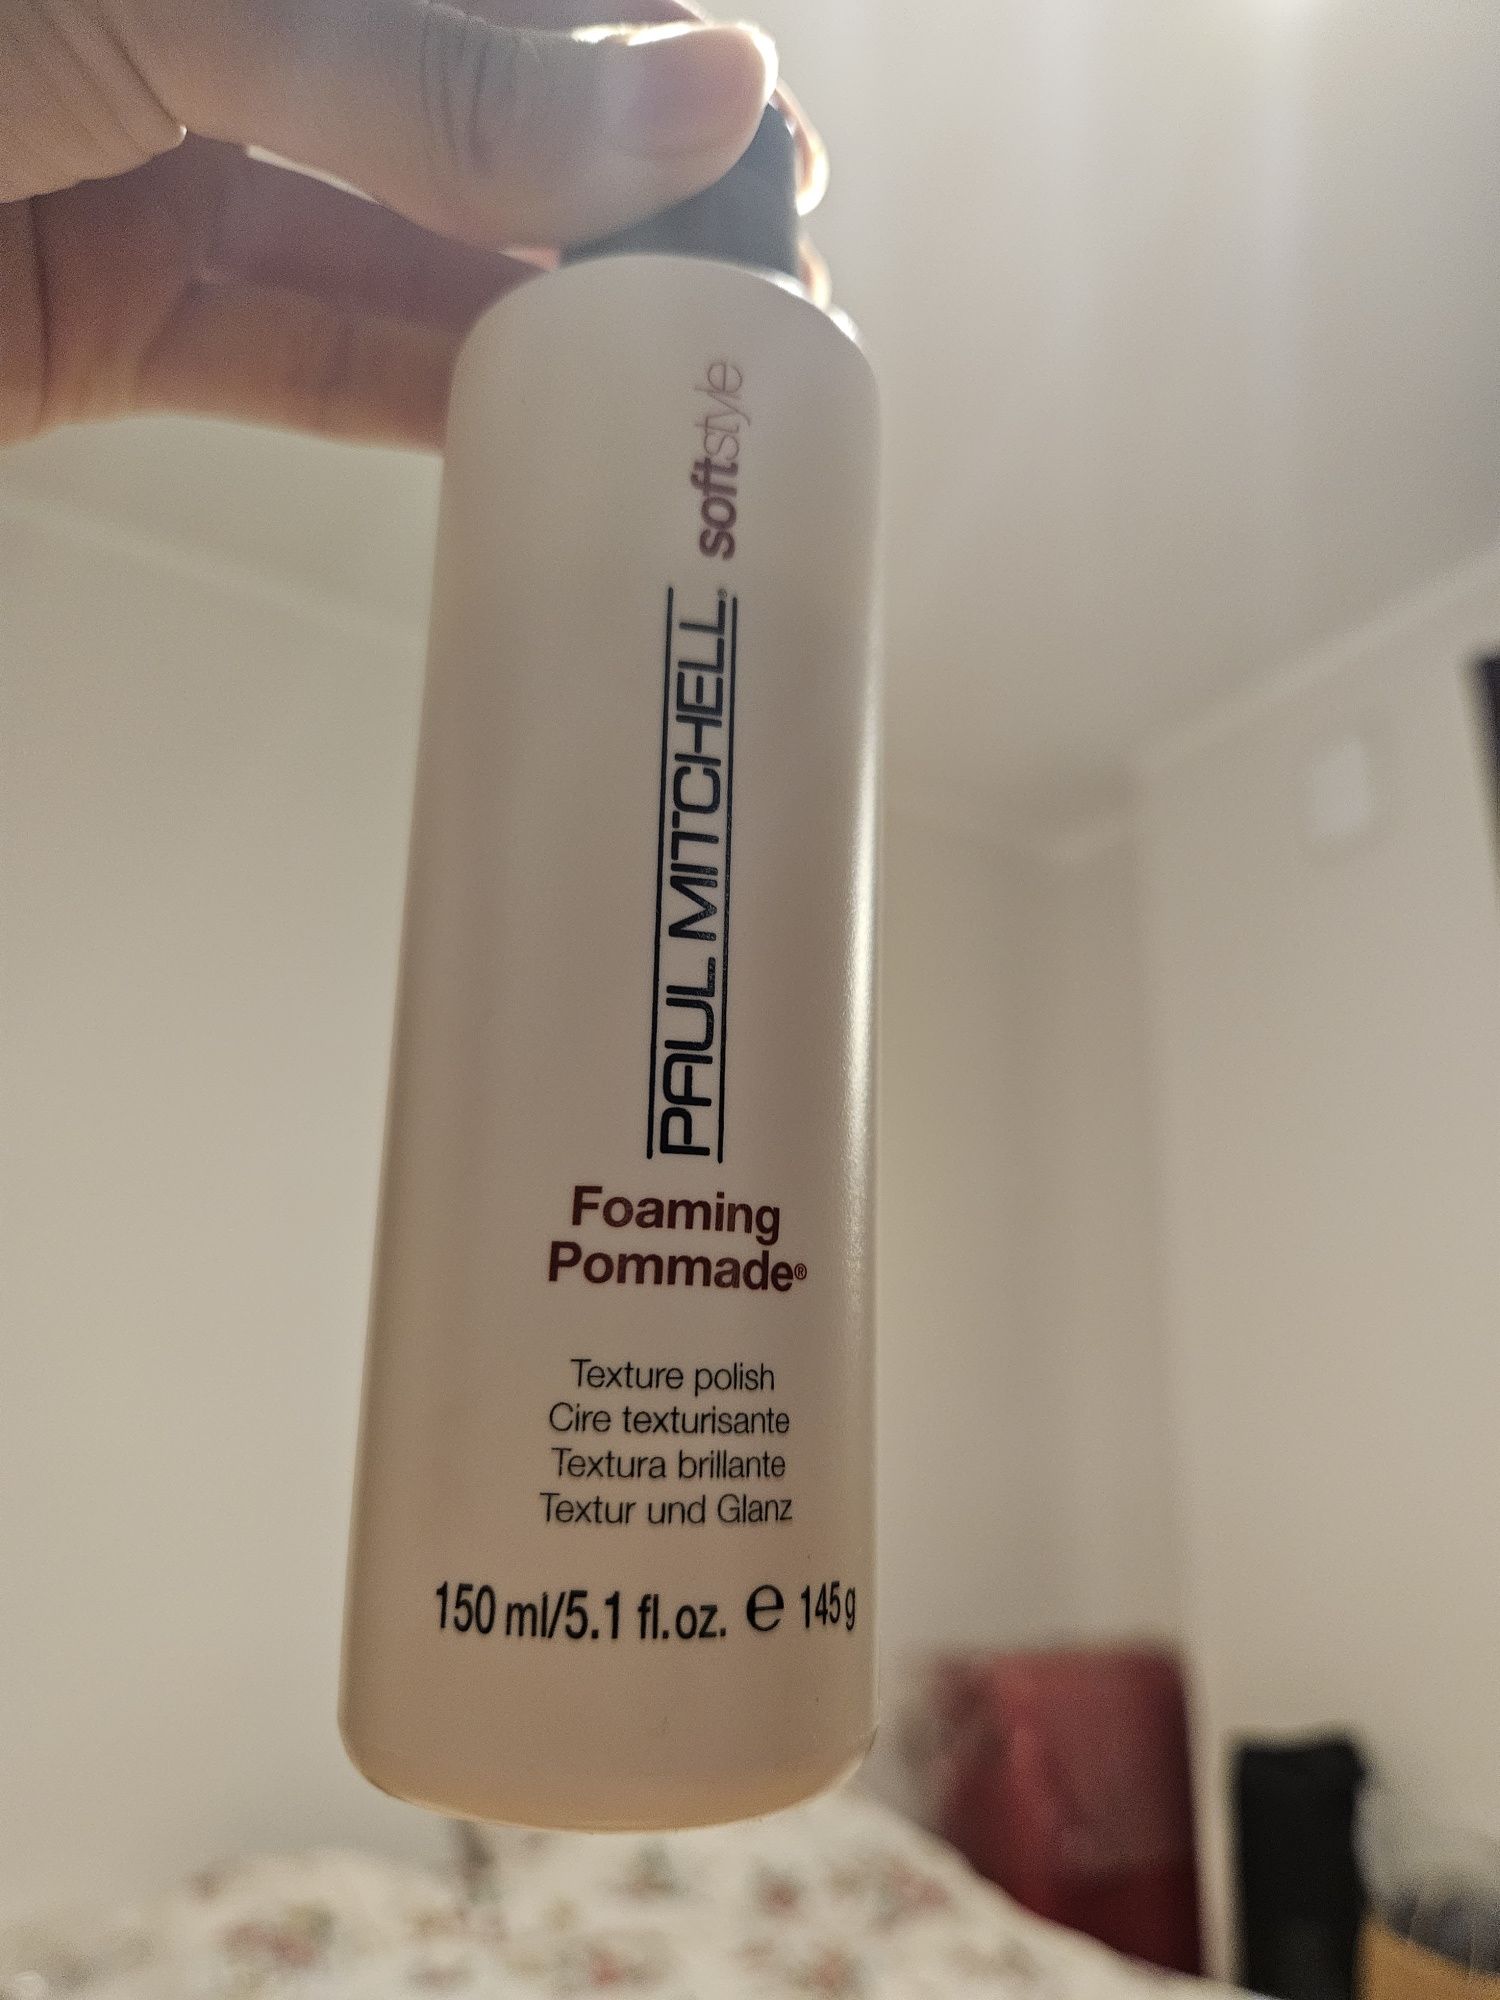 softstyle
PAUL MITCHELL®
Foaming
Pommade®
Texture polish
Cire texturisante
Textura brillante
Textur und Glanz
150 ml/5.1 fl.oz. ℮ 145g